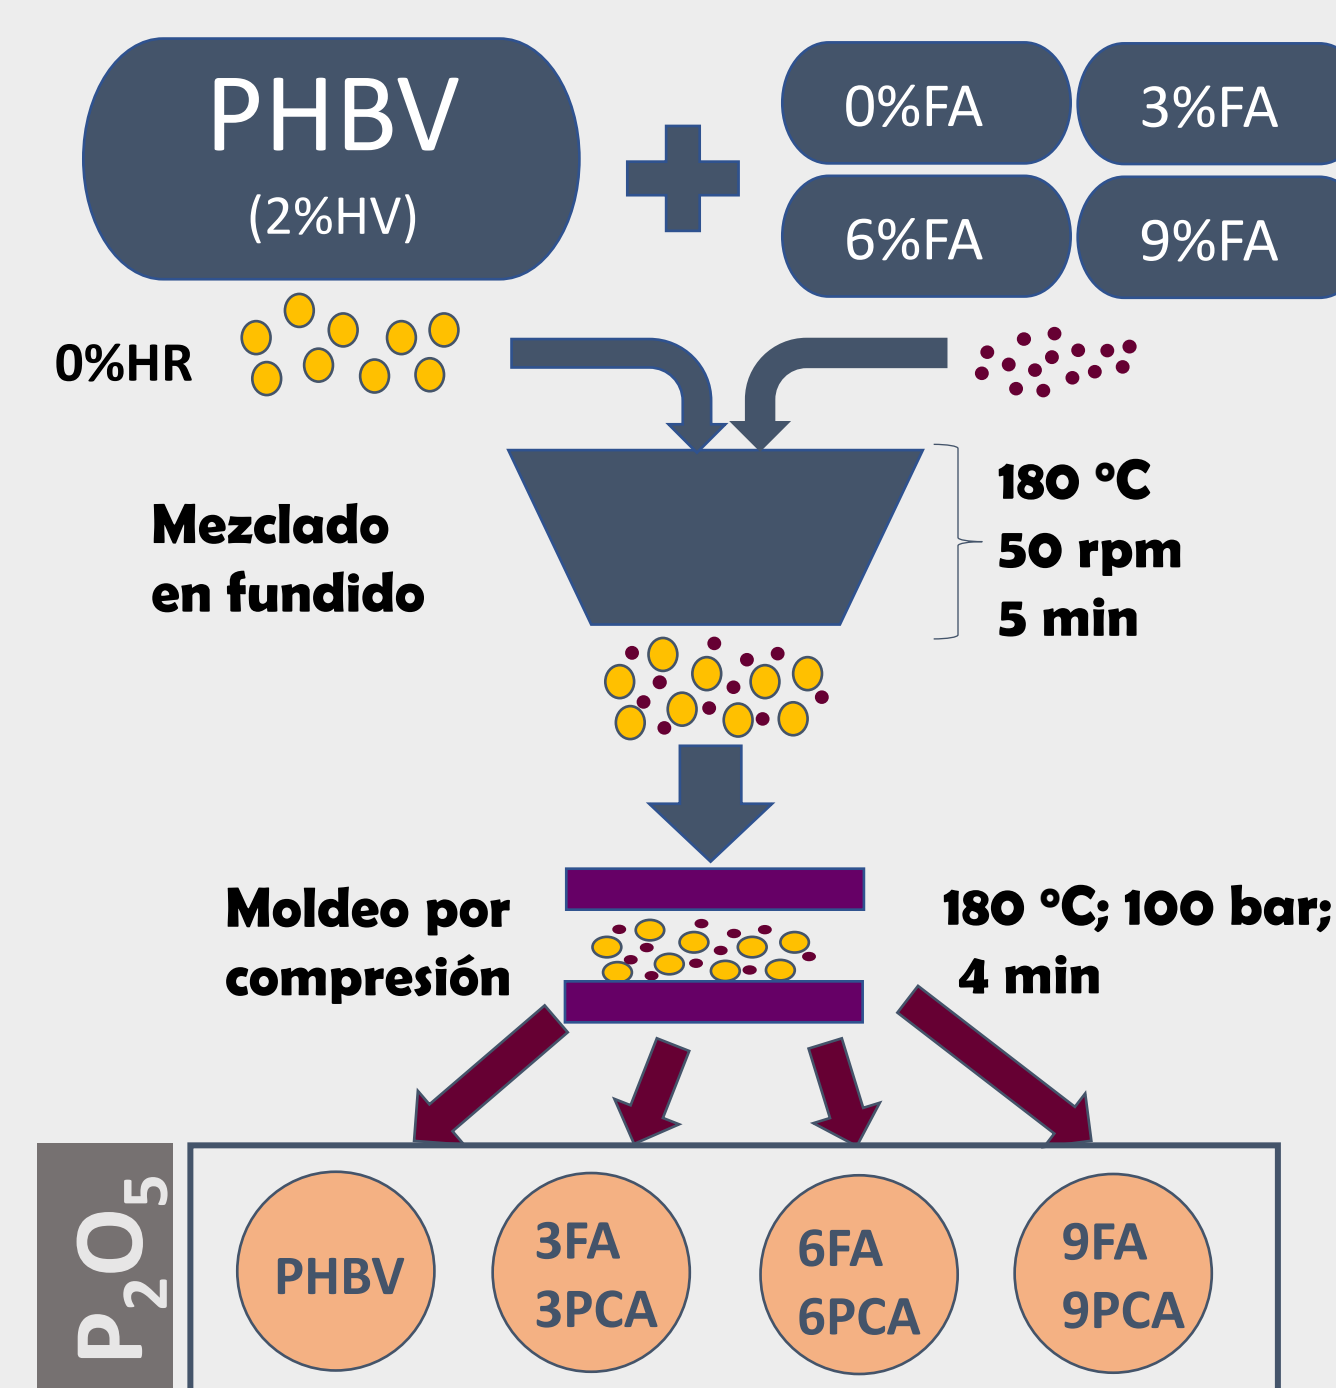 PHBV
(2%HV)
0%FA
3%FA
6%FA
9%FA
0%HR
Mezclado
en fundido
180 °C
50 rpm
5 min
Moldeo por
compresión
180 °C; 100 bar;
4 min
P₂O₅
PHBV
3FA
3PCA
6FA
6PCA
9FA
9PCA